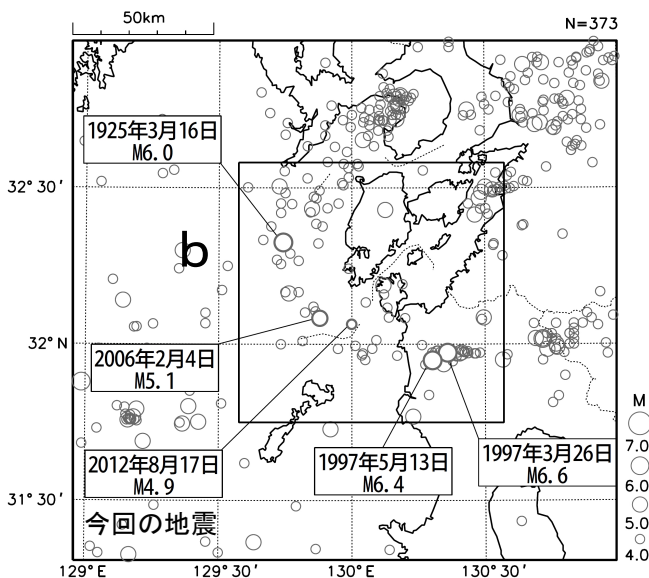 50km
N=373
1925年3月16日
M6.0
32°30′
b
32°N
2006年2月4日
M5.1
2012年8月17日
M4.9
1997年5月13日
M6.4
1997年3月26日
M6.6
M
7.0
6.0
5.0
4.0
31°30′
今回の地震
129°E
129°30′
130°E
130°30′